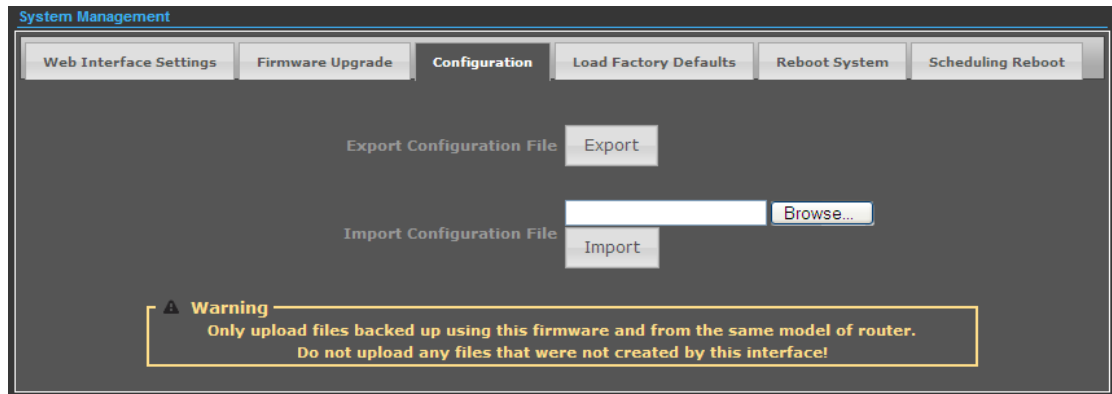 System Management
Web Interface Settings Firmware Upgrade Configuration Load Factory Defaults Reboot System Scheduling Reboot
Export Configuration File Export
Browse...
Import Configuration File
Import
Warning
Only upload files backed up using this firmware and from the same model of router.
Do not upload any files that were not created by this interface!